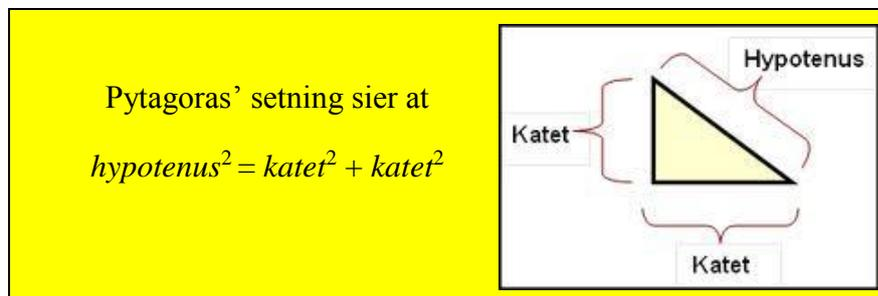 Pytagoras’ setning sier at
hypotenus² = katet² + katet²
Hypotenus
Katet
Katet